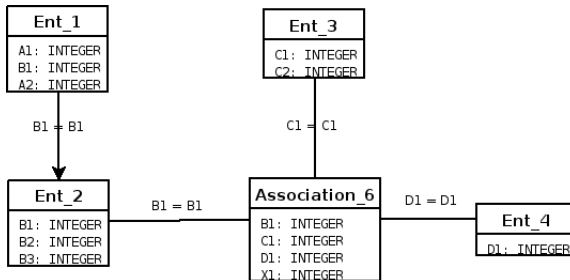 Ent_1
A1: INTEGER
B1: INTEGER
A2: INTEGER
Ent_3
C1: INTEGER
C2: INTEGER
B1 = B1
C1 = C1
Ent_2
B1: INTEGER
B2: INTEGER
B3: INTEGER
B1 = B1
Association_6
B1: INTEGER
C1: INTEGER
D1: INTEGER
X1: INTEGER
D1 = D1
Ent_4
D1: INTEGER